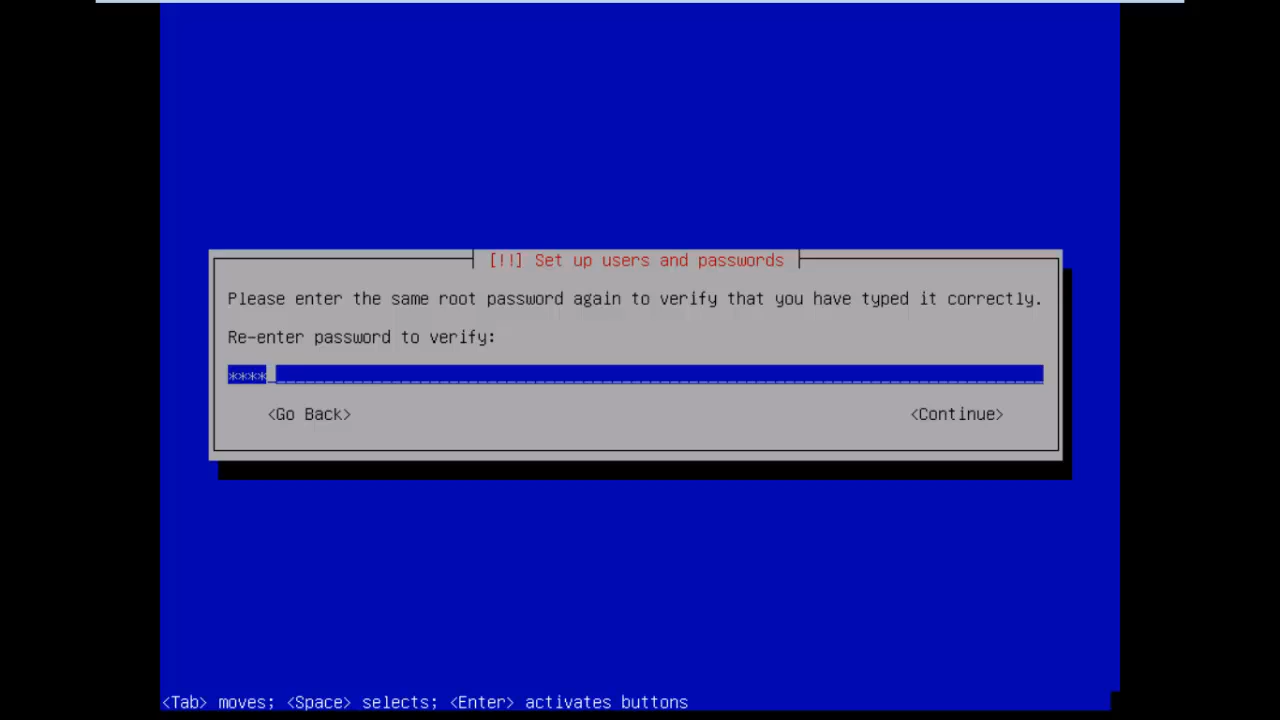 [!!] Set up users and passwords
Please enter the same root password again to verify that you have typed it correctly.
Re-enter password to verify:
****
<Go Back> <Continue>
<Tab> moves; <Space> selects; <Enter> activates buttons